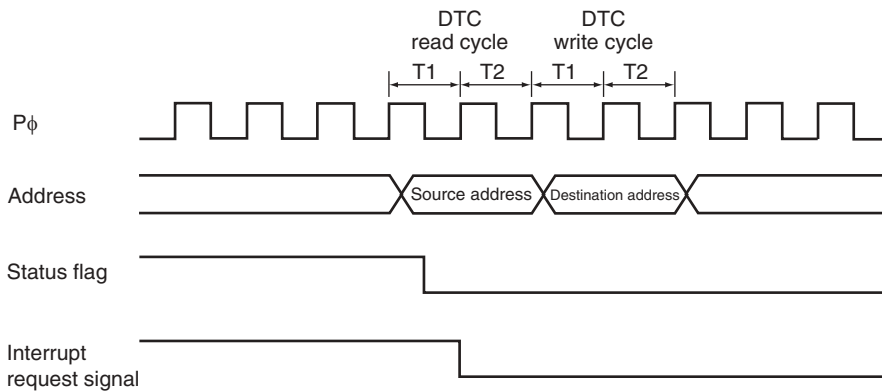 DTC
read cycle
DTC
write cycle
T1
T2
T1
T2
Pϕ
Address
Source address
Destination address
Status flag
Interrupt
request signal